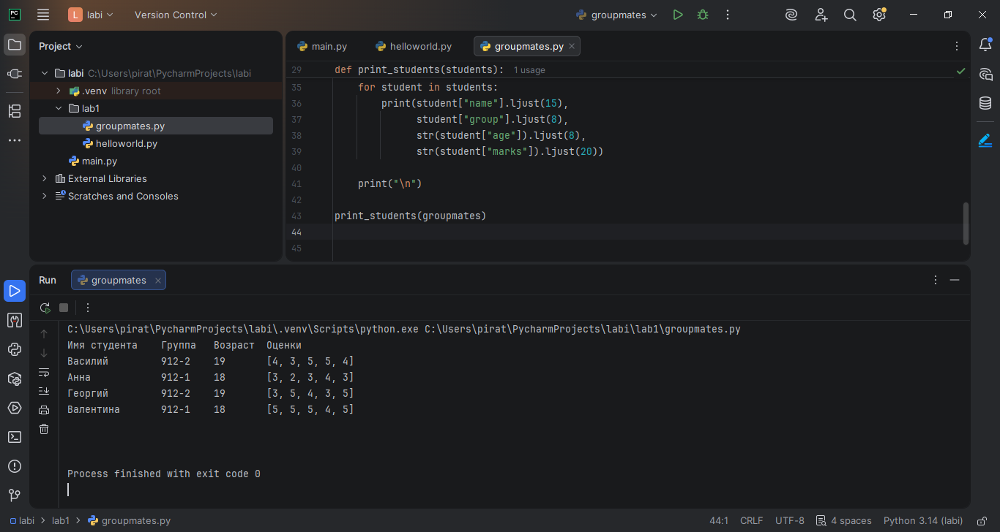 PC L labi Version Control groupmates
Project
main.py helloworld.py groupmates.py
labi C:\Users\pirat\PycharmProjects\labi
.venv library root
lab1
groupmates.py
helloworld.py
main.py
External Libraries
Scratches and Consoles
29 def print_students(students): 1 usage
35 for student in students:
36 print(student["name"].ljust(15),
37 student["group"].ljust(8),
38 str(student["age"]).ljust(8),
39 str(student["marks"]).ljust(20))
40
41 print("\n")
42
43 print_students(groupmates)
44
45
Run groupmates
C:\Users\pirat\PycharmProjects\labi\.venv\Scripts\python.exe C:\Users\pirat\PycharmProjects\labi\lab1\groupmates.py
Имя студента Группа Возраст Оценки
Василий 912-2 19 [4, 3, 5, 5, 4]
Анна 912-1 18 [3, 2, 3, 4, 3]
Георгий 912-2 19 [3, 5, 4, 3, 5]
Валентина 912-1 18 [5, 5, 5, 4, 5]
Process finished with exit code 0
labi lab1 groupmates.py 44:1 CRLF UTF-8 4 spaces Python 3.14 (labi)